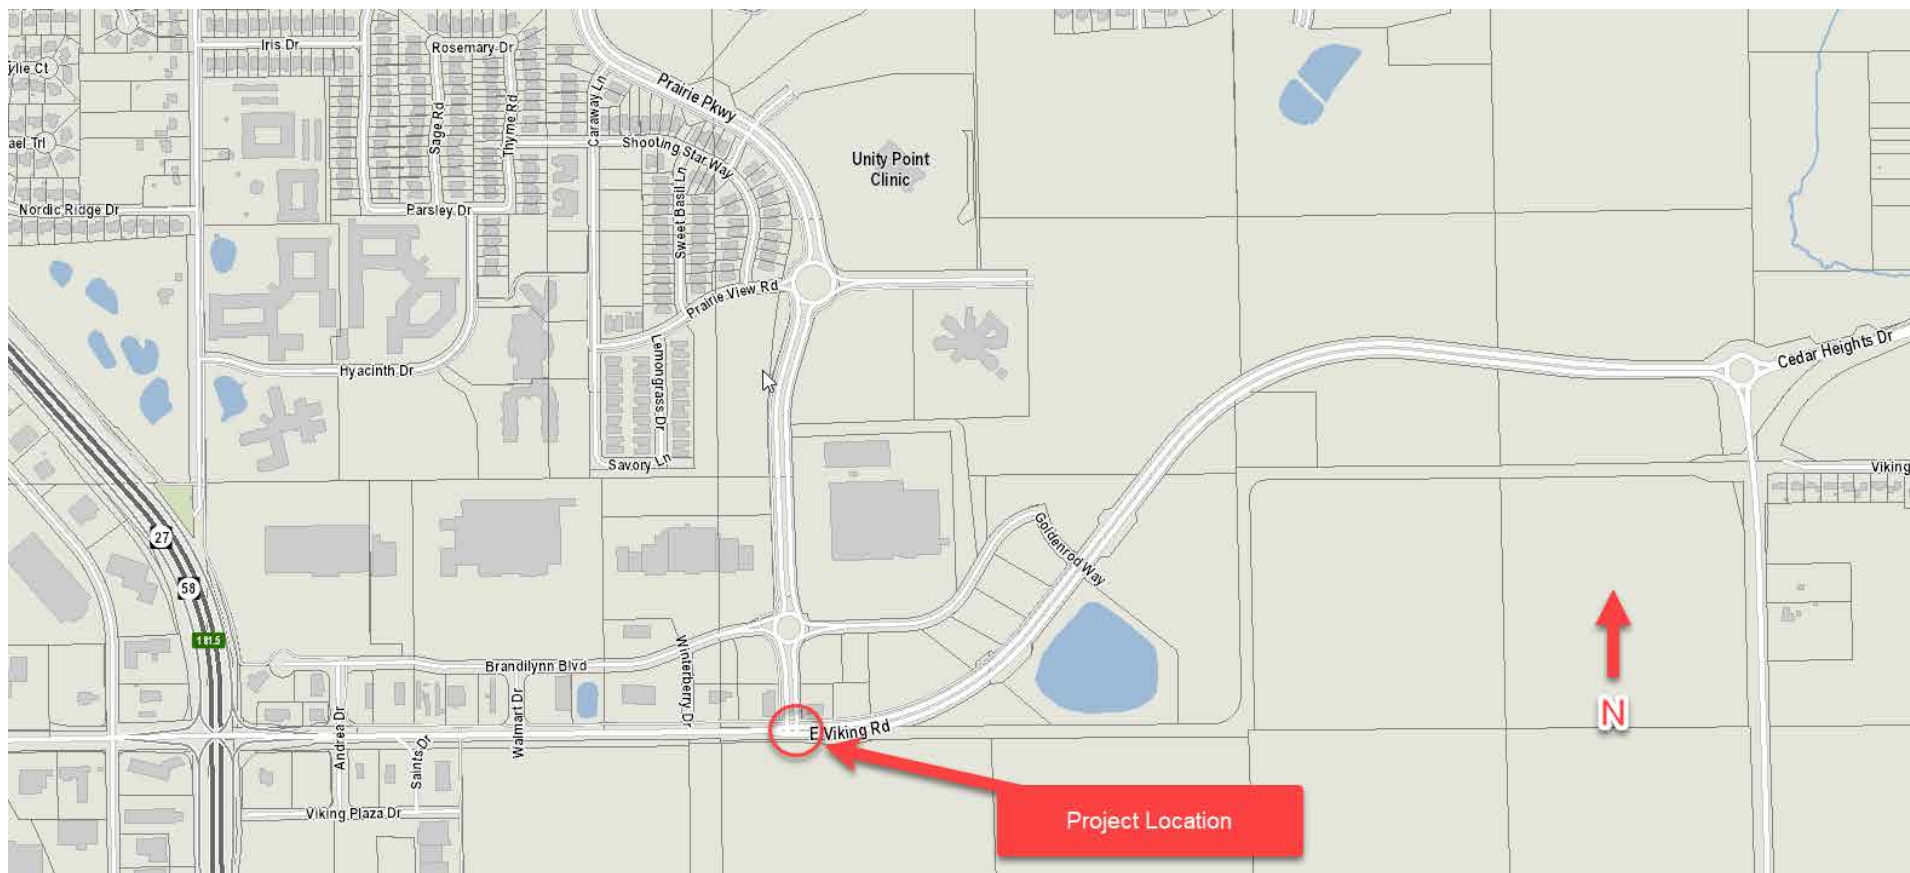 Iris Dr
Rosemary Dr
ylie Ct
Prairie Pkwy
Caraway Ln
Sage Rd
Thyme Rd
ael Trl
Shooting Star Way
Unity Point
Clinic
Sweet Basil Ln
Nordic Ridge Dr
Parsley Dr
Prairie View Rd
Cedar Heights Dr
Hyacinth Dr
Lemongrass Dr
Savory Ln
Viking
27
Goldenrod Way
58
181.5
Brandilynn Blvd
Winterberry Dr
N
Andrea Dr
Walmart Dr
Saints Dr
E Viking Rd
Viking Plaza Dr
Project Location